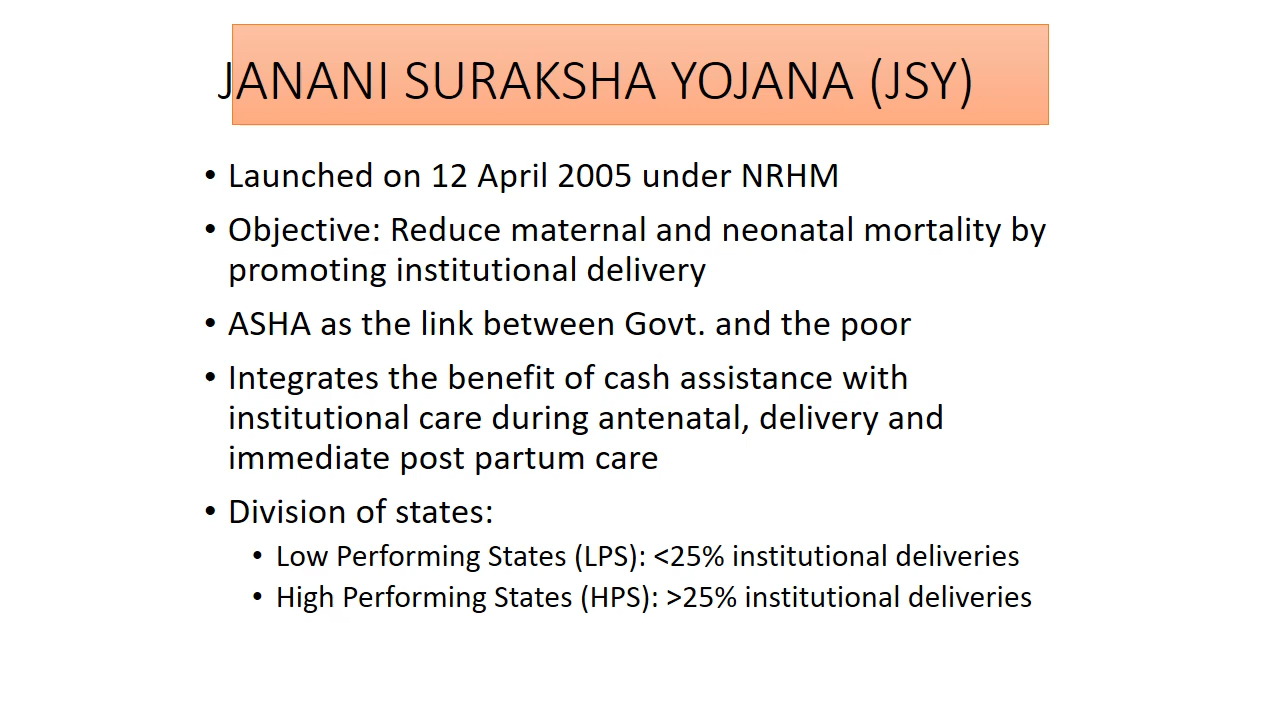 JANANI SURAKSHA YOJANA (JSY)
• Launched on 12 April 2005 under NRHM
• Objective: Reduce maternal and neonatal mortality by
promoting institutional delivery
• ASHA as the link between Govt. and the poor
• Integrates the benefit of cash assistance with
institutional care during antenatal, delivery and
immediate post partum care
• Division of states:
• Low Performing States (LPS): <25% institutional deliveries
• High Performing States (HPS): >25% institutional deliveries